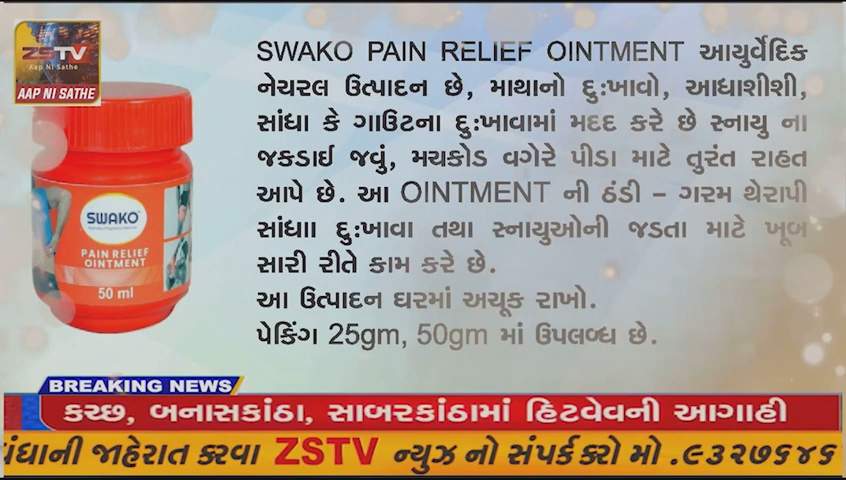 ZSTV
Aap Ni Sathe
AAP NI SATHE
SWAKO PAIN RELIEF OINTMENT આયુર્વેદિક
નેચરલ ઉત્પાદન છે, માથાનો દુઃખાવો, આધાશીશી,
સાંધા કે ગાઉટના દુઃખાવામાં મદદ કરે છે સ્નાયુ ના
જકડાઈ જવું, મચકોડ વગેરે પીડા માટે તુરંત રાહત
આપે છે. આ OINTMENT ની ઠંડી – ગરમ થેરાપી
સાંધાા દુઃખાવા તથા સ્નાયુઓની જડતા માટે ખૂબ
સારી રીતે કામ કરે છે.
આ ઉત્પાદન ઘરમાં અચૂક રાખો.
પેકિંગ 25gm, 50gm માં ઉપલબ્ધ છે.
SWAKO
PAIN RELIEF
OINTMENT
50 ml
BREAKING NEWS
કચ્છ, બનાસકાંઠા, સાબરકાંઠામાં હિટવેવની આગાહી
ધંધાની જાહેરાત કરવા ZSTV ન્યુઝ નો સંપર્ક કરો મો .૯૩૨૭૬૪૬